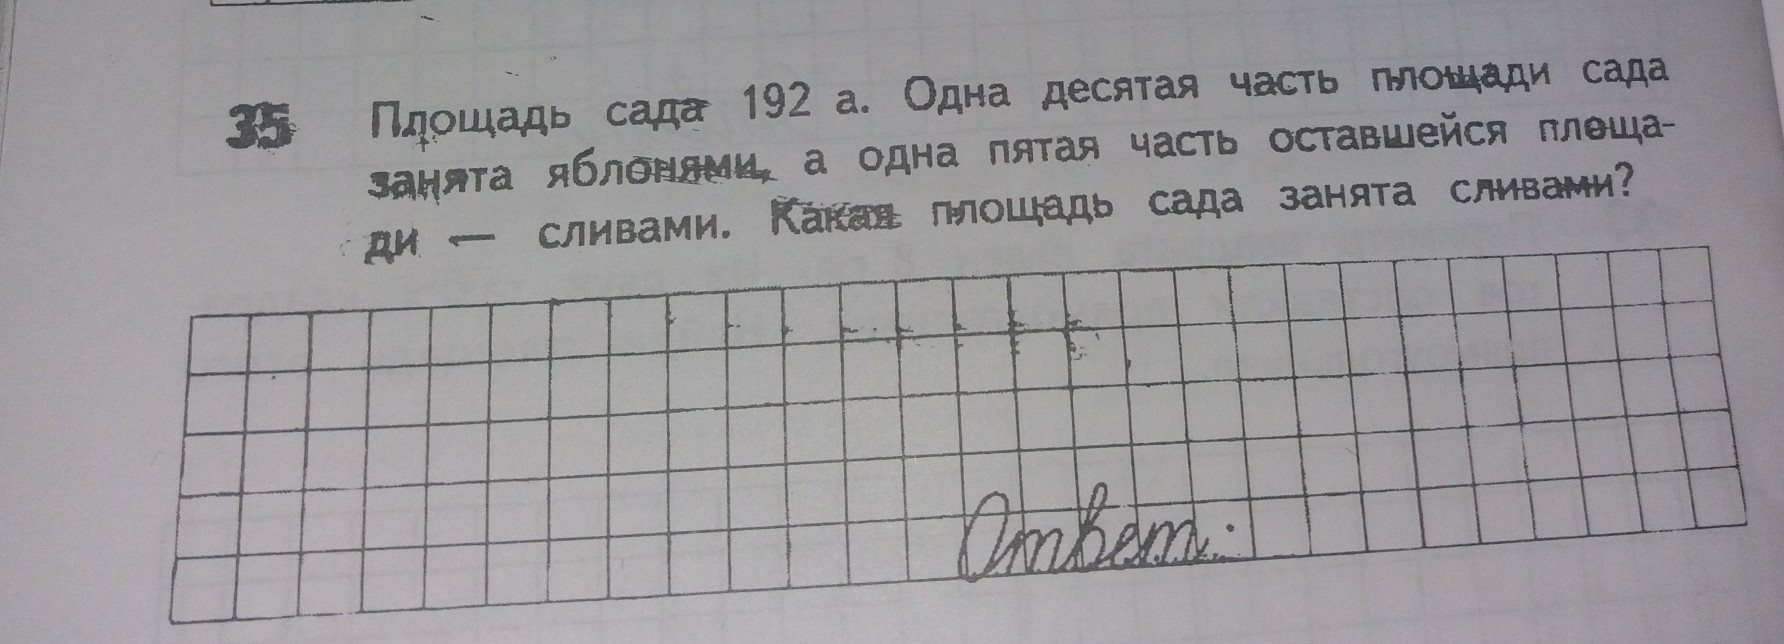 35 Площадь сада 192 а. Одна десятая часть площади сада
занята яблонями, а одна пятая часть оставшейся площа-
ди — сливами. Какая площадь сада занята сливами?
Ответ: